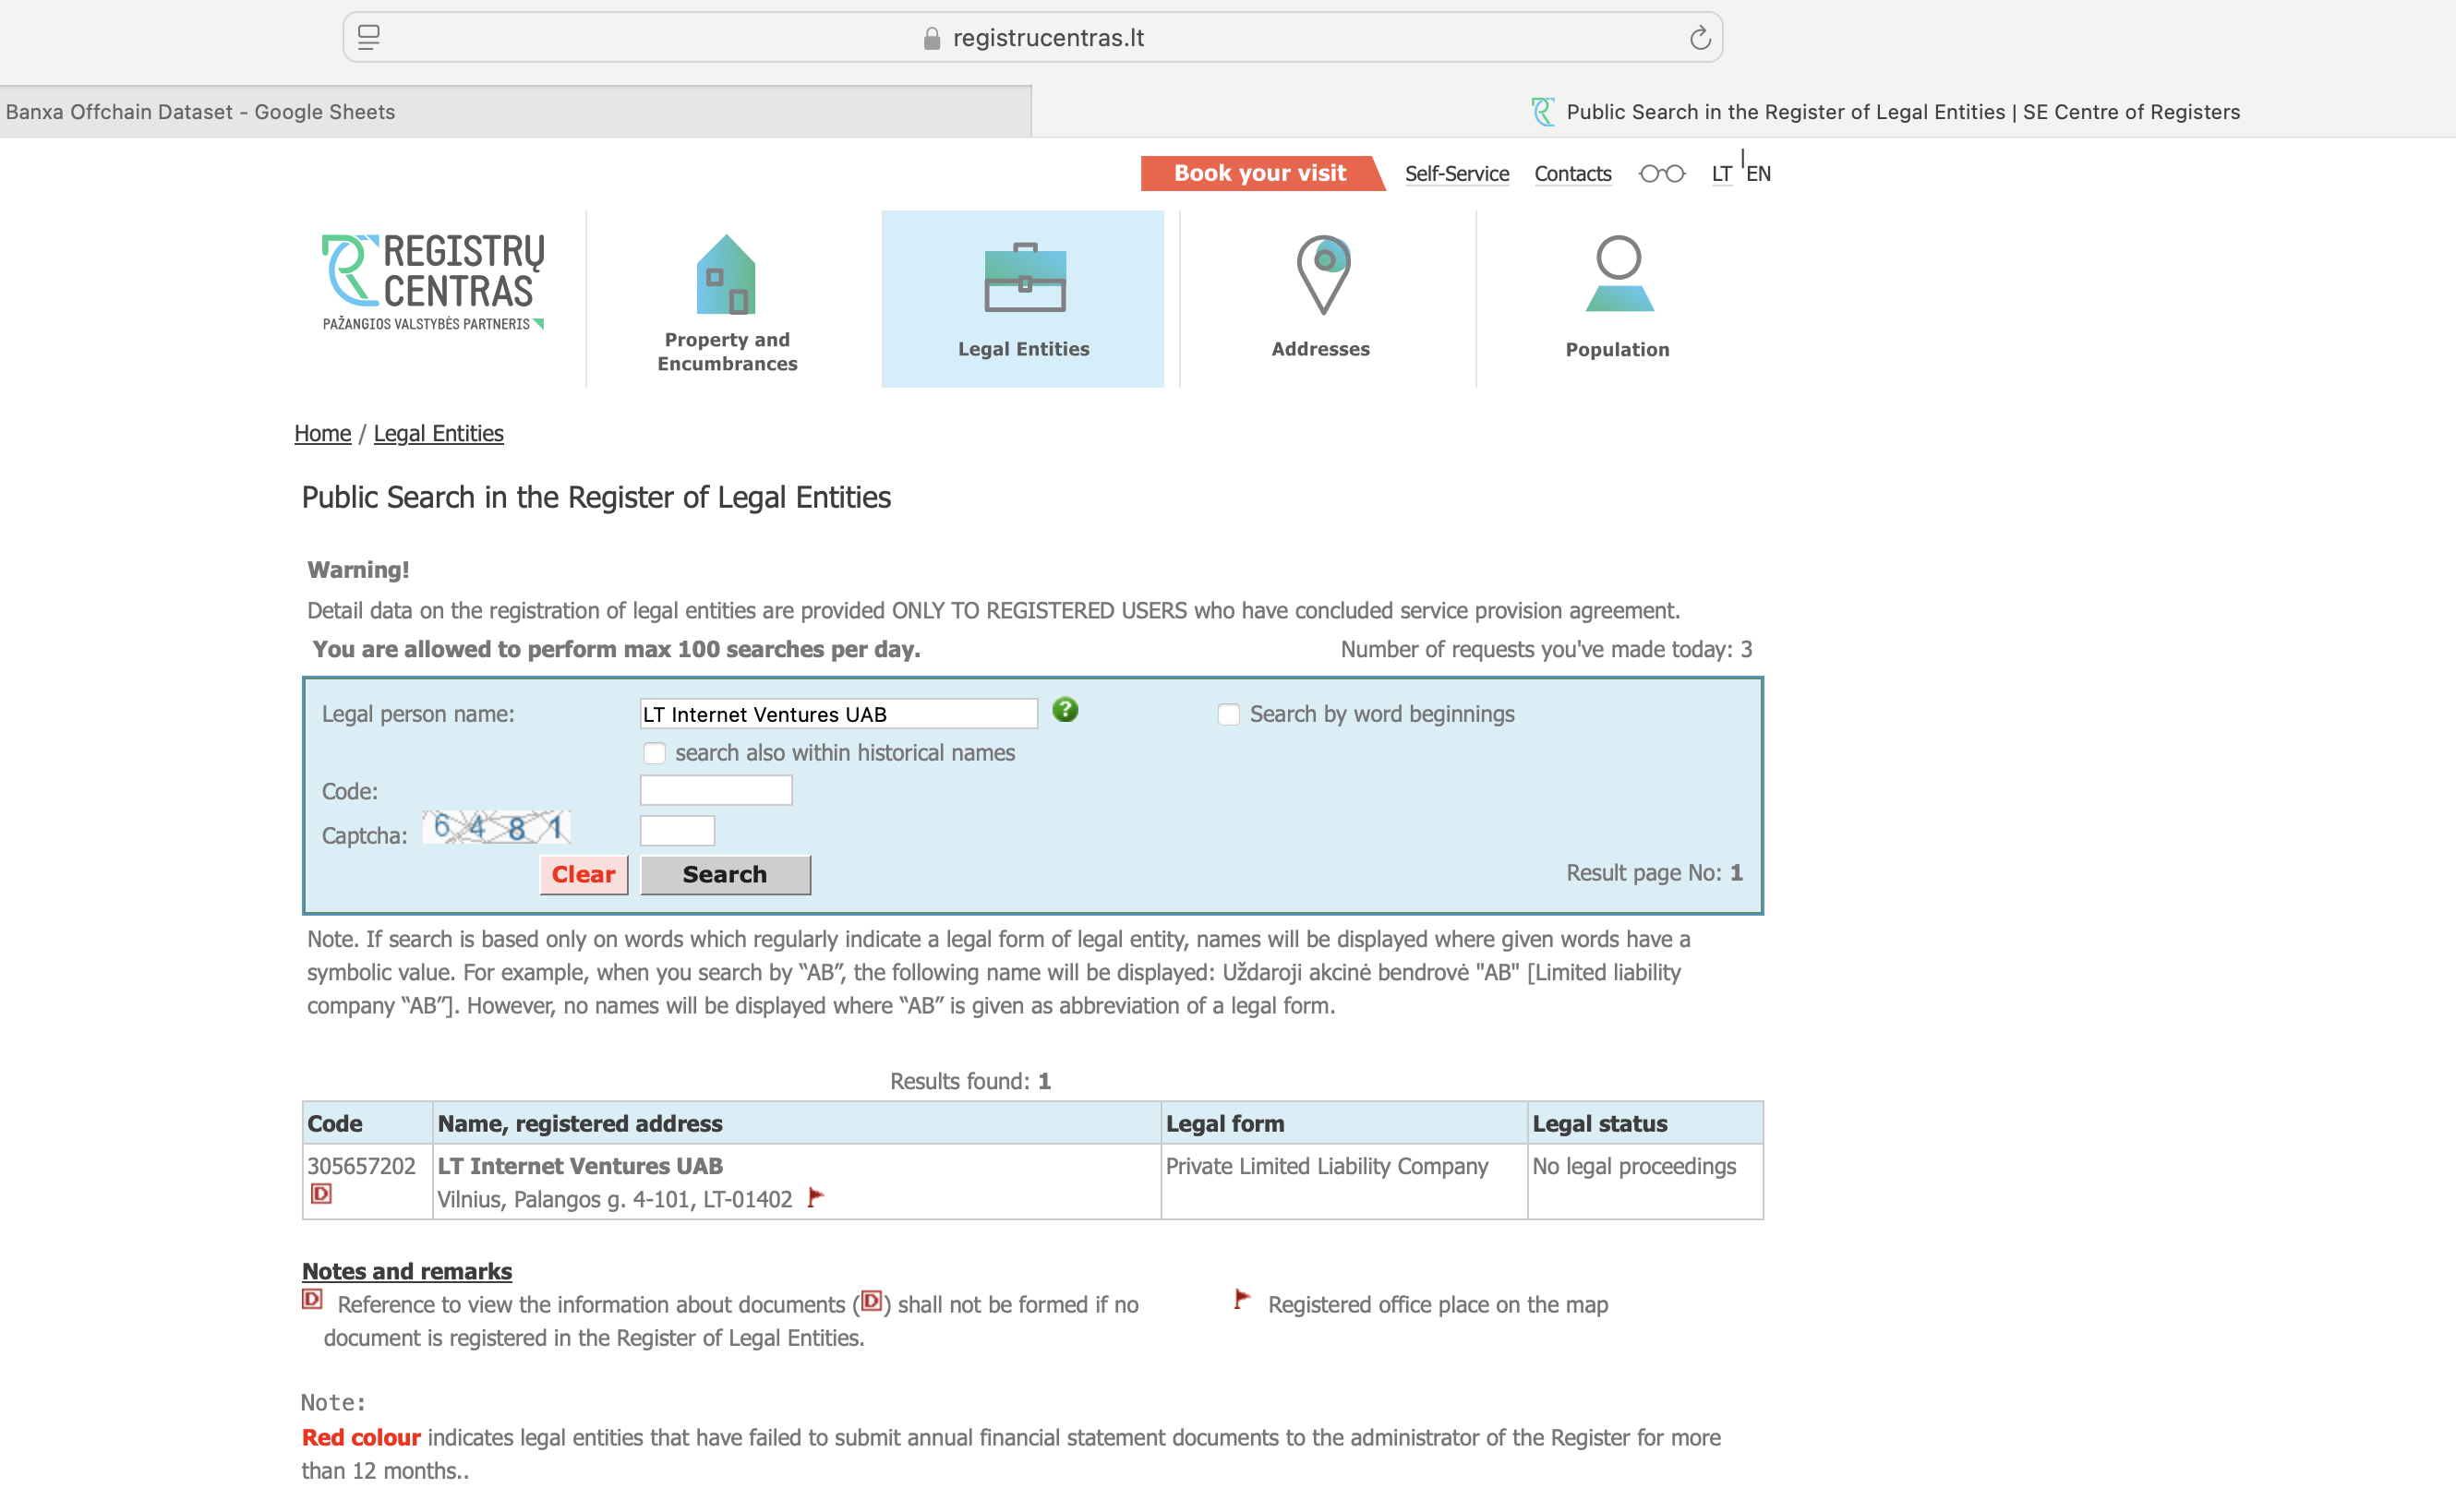 registrucentras.lt
Banxa Offchain Dataset - Google Sheets
Public Search in the Register of Legal Entities | SE Centre of Registers
Book your visit
Self-Service
Contacts
LT
EN
REGISTRŲ
CENTRAS
PAŽANGIOS VALSTYBĖS PARTNERIS
Property and
Encumbrances
Legal Entities
Addresses
Population
Home / Legal Entities
Public Search in the Register of Legal Entities
Warning!
Detail data on the registration of legal entities are provided ONLY TO REGISTERED USERS who have concluded service provision agreement.
You are allowed to perform max 100 searches per day.
Number of requests you've made today: 3
Legal person name:
LT Internet Ventures UAB
?
Search by word beginnings
search also within historical names
Code:
Captcha:
6481
Clear
Search
Result page No: 1
Note. If search is based only on words which regularly indicate a legal form of legal entity, names will be displayed where given words have a
symbolic value. For example, when you search by “AB”, the following name will be displayed: Uždaroji akcinė bendrovė "AB" [Limited liability
company “AB”]. However, no names will be displayed where “AB” is given as abbreviation of a legal form.
Results found: 1
Code
Name, registered address
Legal form
Legal status
305657202
D
LT Internet Ventures UAB
Vilnius, Palangos g. 4-101, LT-01402
Private Limited Liability Company
No legal proceedings
Notes and remarks
D Reference to view the information about documents (D) shall not be formed if no
document is registered in the Register of Legal Entities.
Registered office place on the map
Note:
Red colour indicates legal entities that have failed to submit annual financial statement documents to the administrator of the Register for more
than 12 months..